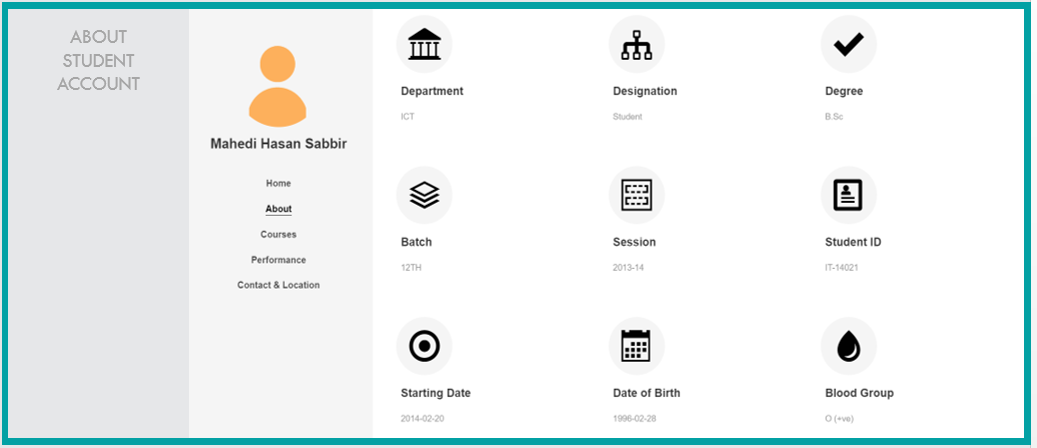 ABOUT
STUDENT
ACCOUNT
Mahedi Hasan Sabbir
Home
About
Courses
Performance
Contact & Location
Department
ICT
Designation
Student
Degree
B.Sc
Batch
12TH
Session
2013-14
Student ID
IT-14021
Starting Date
2014-02-20
Date of Birth
1996-02-28
Blood Group
O (+ve)